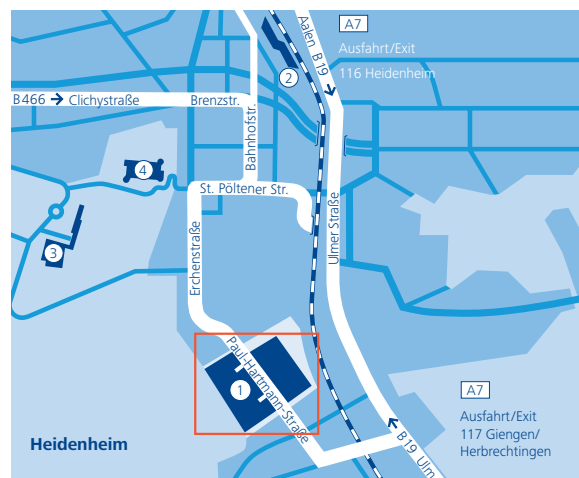 A7
Ausfahrt/Exit
116 Heidenheim
Aalen B19
2
B466 → Clichystraße
Brenzstr.
Bahnhofstr.
4
St. Pöltener Str.
Ulmer Straße
3
Erchenstraße
Paul-Hartmann-Straße
1
A7
Ausfahrt/Exit
117 Giengen/
Herbrechtingen
B19 Ulm
Heidenheim